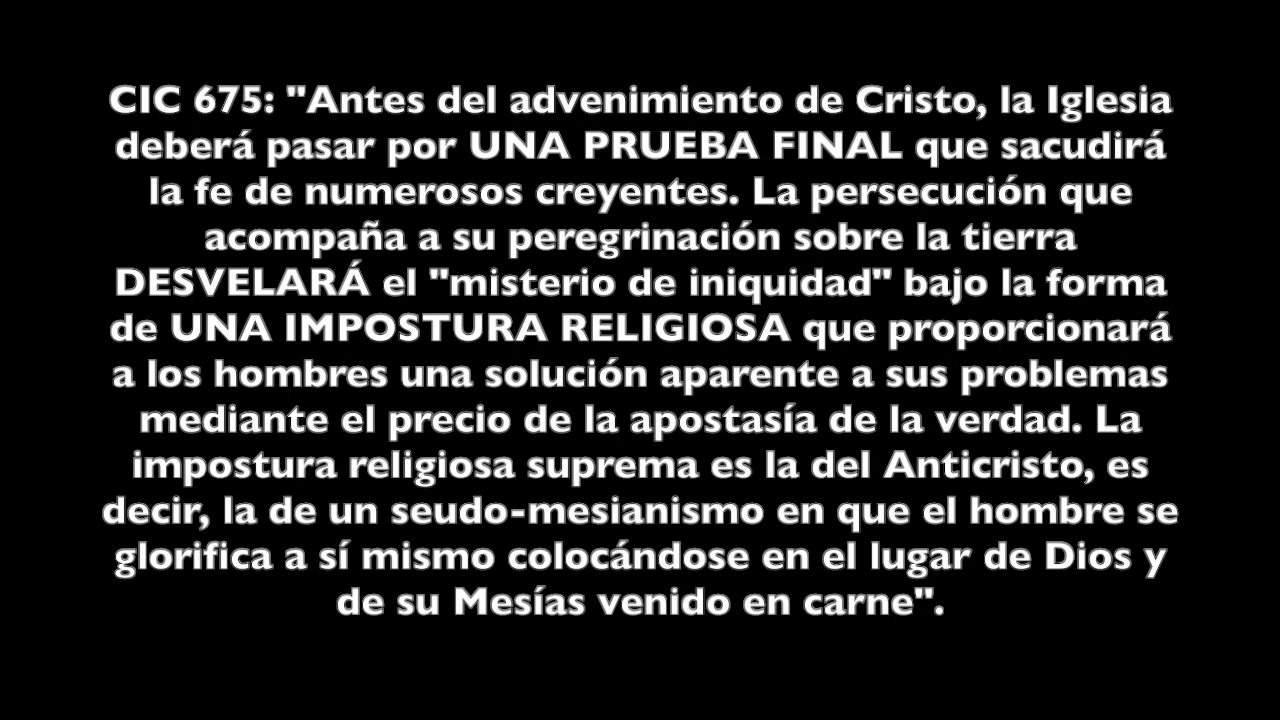 CIC 675: "Antes del advenimiento de Cristo, la Iglesia
deberá pasar por UNA PRUEBA FINAL que sacudirá
la fe de numerosos creyentes. La persecución que
acompaña a su peregrinación sobre la tierra
DESVELARÁ el "misterio de iniquidad" bajo la forma
de UNA IMPOSTURA RELIGIOSA que proporcionará
a los hombres una solución aparente a sus problemas
mediante el precio de la apostasía de la verdad. La
impostura religiosa suprema es la del Anticristo, es
decir, la de un seudo-mesianismo en que el hombre se
glorifica a sí mismo colocándose en el lugar de Dios y
de su Mesías venido en carne".